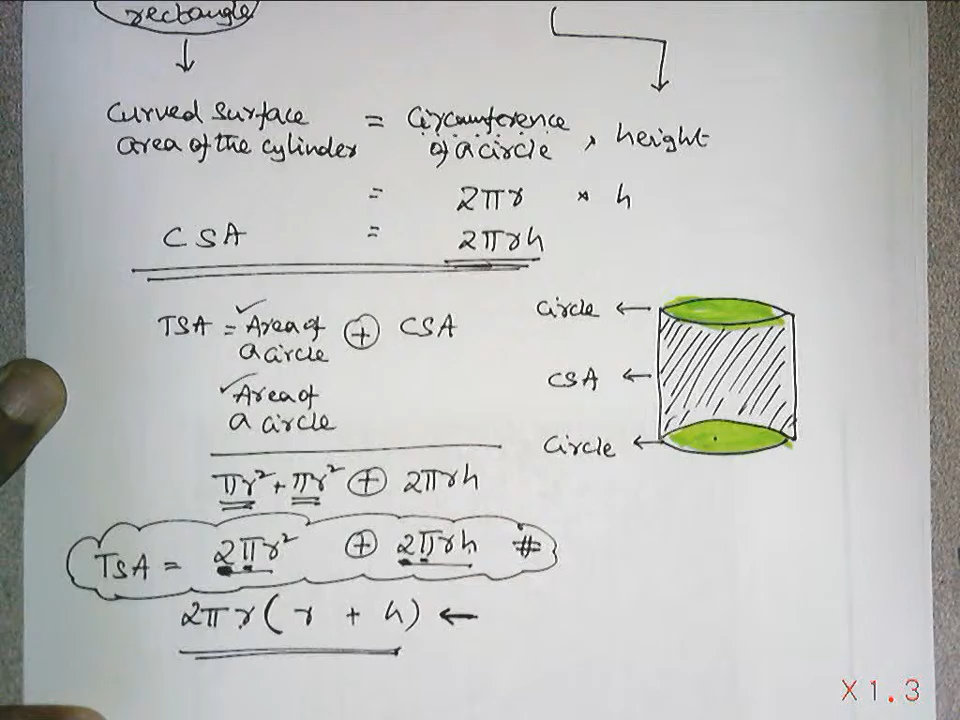 rectangle
Curved Surface = Circumference
area of the cylinder of a circle × height
= 2πr × h
CSA = 2πrh
TSA = Area of ⊕ CSA
a circle
Area of
a circle
Circle
CSA
Circle
πr² + πr² ⊕ 2πrh
TSA = 2πr² ⊕ 2πrh #
2πr ( r + h )
X1.3